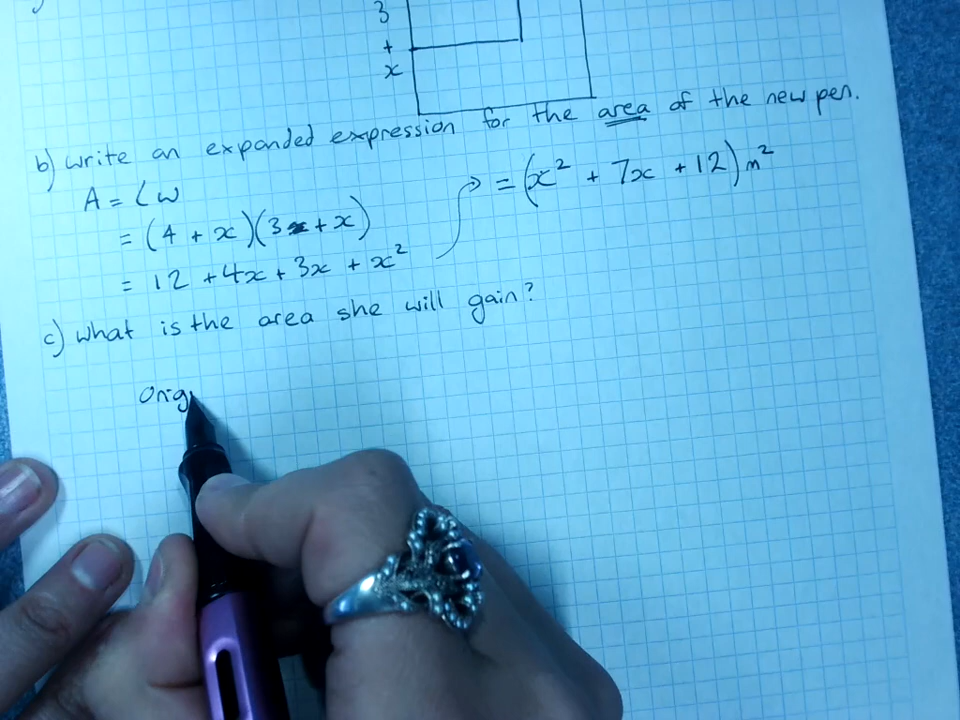 3
+
x
b) write an expanded expression for the area of the new pen.
A = Lw
= (4 + x)(3 + x)
= 12 + 4x + 3x + x²
= (x² + 7x + 12) m²
c) what is the area she will gain?
Orig